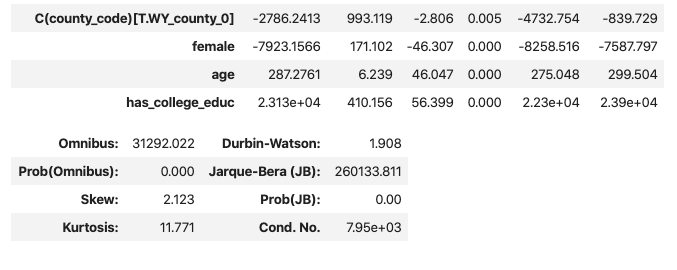 C(county_code)[T.WY_county_0] -2786.2413 993.119 -2.806 0.005 -4732.754 -839.729
female -7923.1566 171.102 -46.307 0.000 -8258.516 -7587.797
age 287.2761 6.239 46.047 0.000 275.048 299.504
has_college_educ 2.313e+04 410.156 56.399 0.000 2.23e+04 2.39e+04
Omnibus: 31292.022 Durbin-Watson: 1.908
Prob(Omnibus): 0.000 Jarque-Bera (JB): 260133.811
Skew: 2.123 Prob(JB): 0.00
Kurtosis: 11.771 Cond. No. 7.95e+03